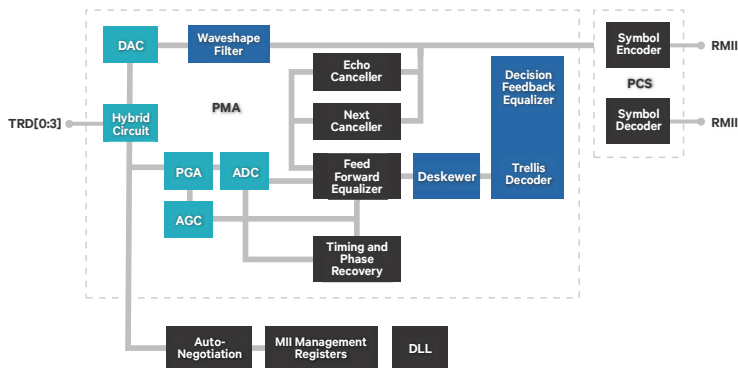 DAC
Waveshape
Filter
Symbol
Encoder
RMII
Echo
Canceller
Decision
Feedback
Equalizer
PCS
PMA
TRD[0:3]
Hybrid
Circuit
Next
Canceller
Symbol
Decoder
RMII
PGA
ADC
Feed
Forward
Equalizer
Deskewer
Trellis
Decoder
AGC
Timing and
Phase
Recovery
Auto-
Negotiation
MII Management
Registers
DLL